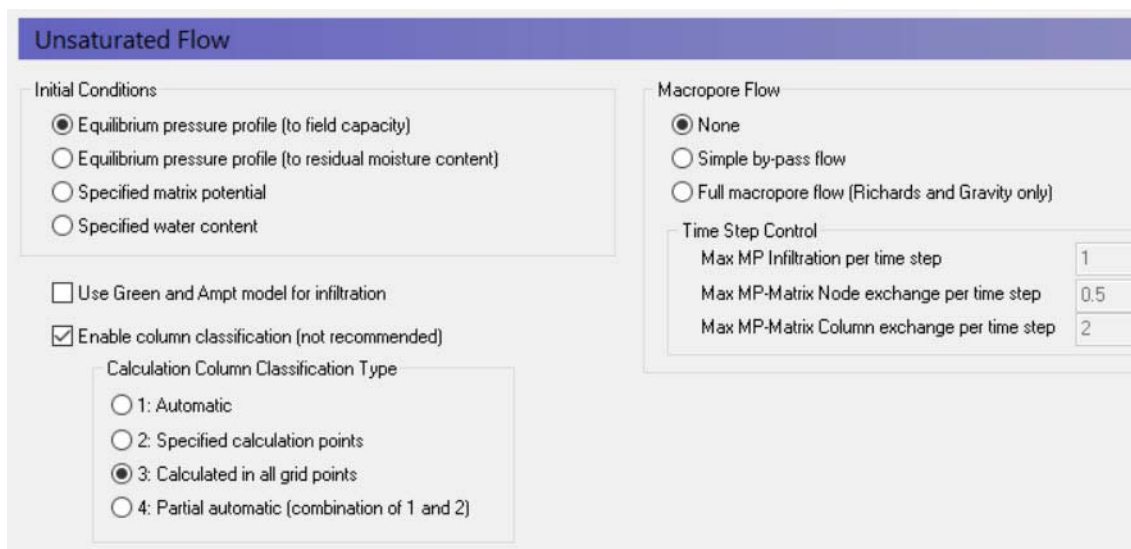 Unsaturated Flow
Initial Conditions
Equilibrium pressure profile (to field capacity)
Equilibrium pressure profile (to residual moisture content)
Specified matrix potential
Specified water content
Use Green and Ampt model for infiltration
Enable column classification (not recommended)
Calculation Column Classification Type
1: Automatic
2: Specified calculation points
3: Calculated in all grid points
4: Partial automatic (combination of 1 and 2)
Macropore Flow
None
Simple by-pass flow
Full macropore flow (Richards and Gravity only)
Time Step Control
Max MP Infiltration per time step 1
Max MP-Matrix Node exchange per time step 0.5
Max MP-Matrix Column exchange per time step 2